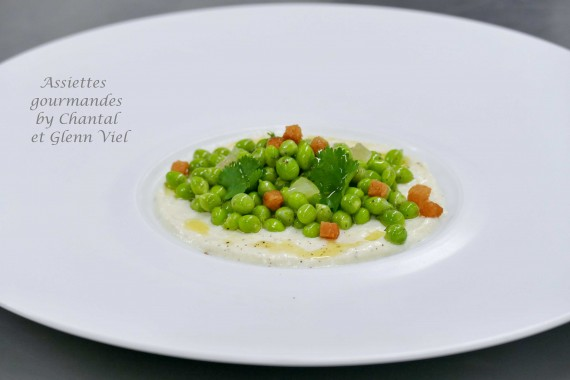 Assiettes
gourmandes
by Chantal
et Glenn Viel